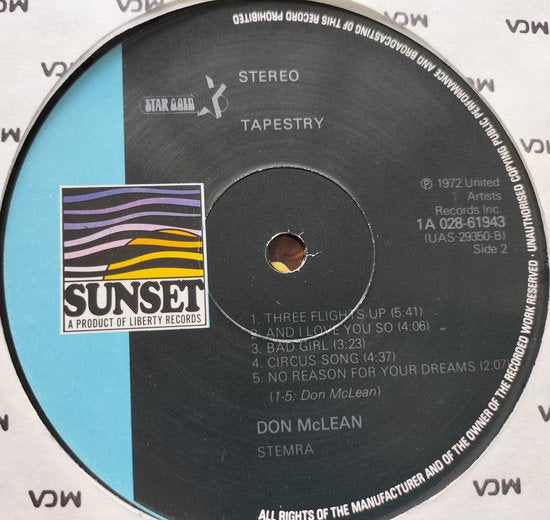 STEREO
STAR GOLD
TAPESTRY
℗ 1972 United
Artists
Records Inc.
1A 028-61943
(UAS-29350-B)
Side 2
SUNSET
A PRODUCT OF LIBERTY RECORDS
1. THREE FLIGHTS UP (5:41)
2. AND I LOVE YOU SO (4:06)
3. BAD GIRL (3:23)
4. CIRCUS SONG (4:37)
5. NO REASON FOR YOUR DREAMS (2:07)
(1-5: Don McLean)
DON McLEAN
STEMRA
ALL RIGHTS OF THE MANUFACTURER AND OF THE OWNER OF THE RECORDED WORK RESERVED · UNAUTHORISED COPYING PUBLIC PERFORMANCE AND BROADCASTING OF THIS RECORD PROHIBITED
MCA
MCA
MCA
MCA
MCA
MCA
MCA
MCA